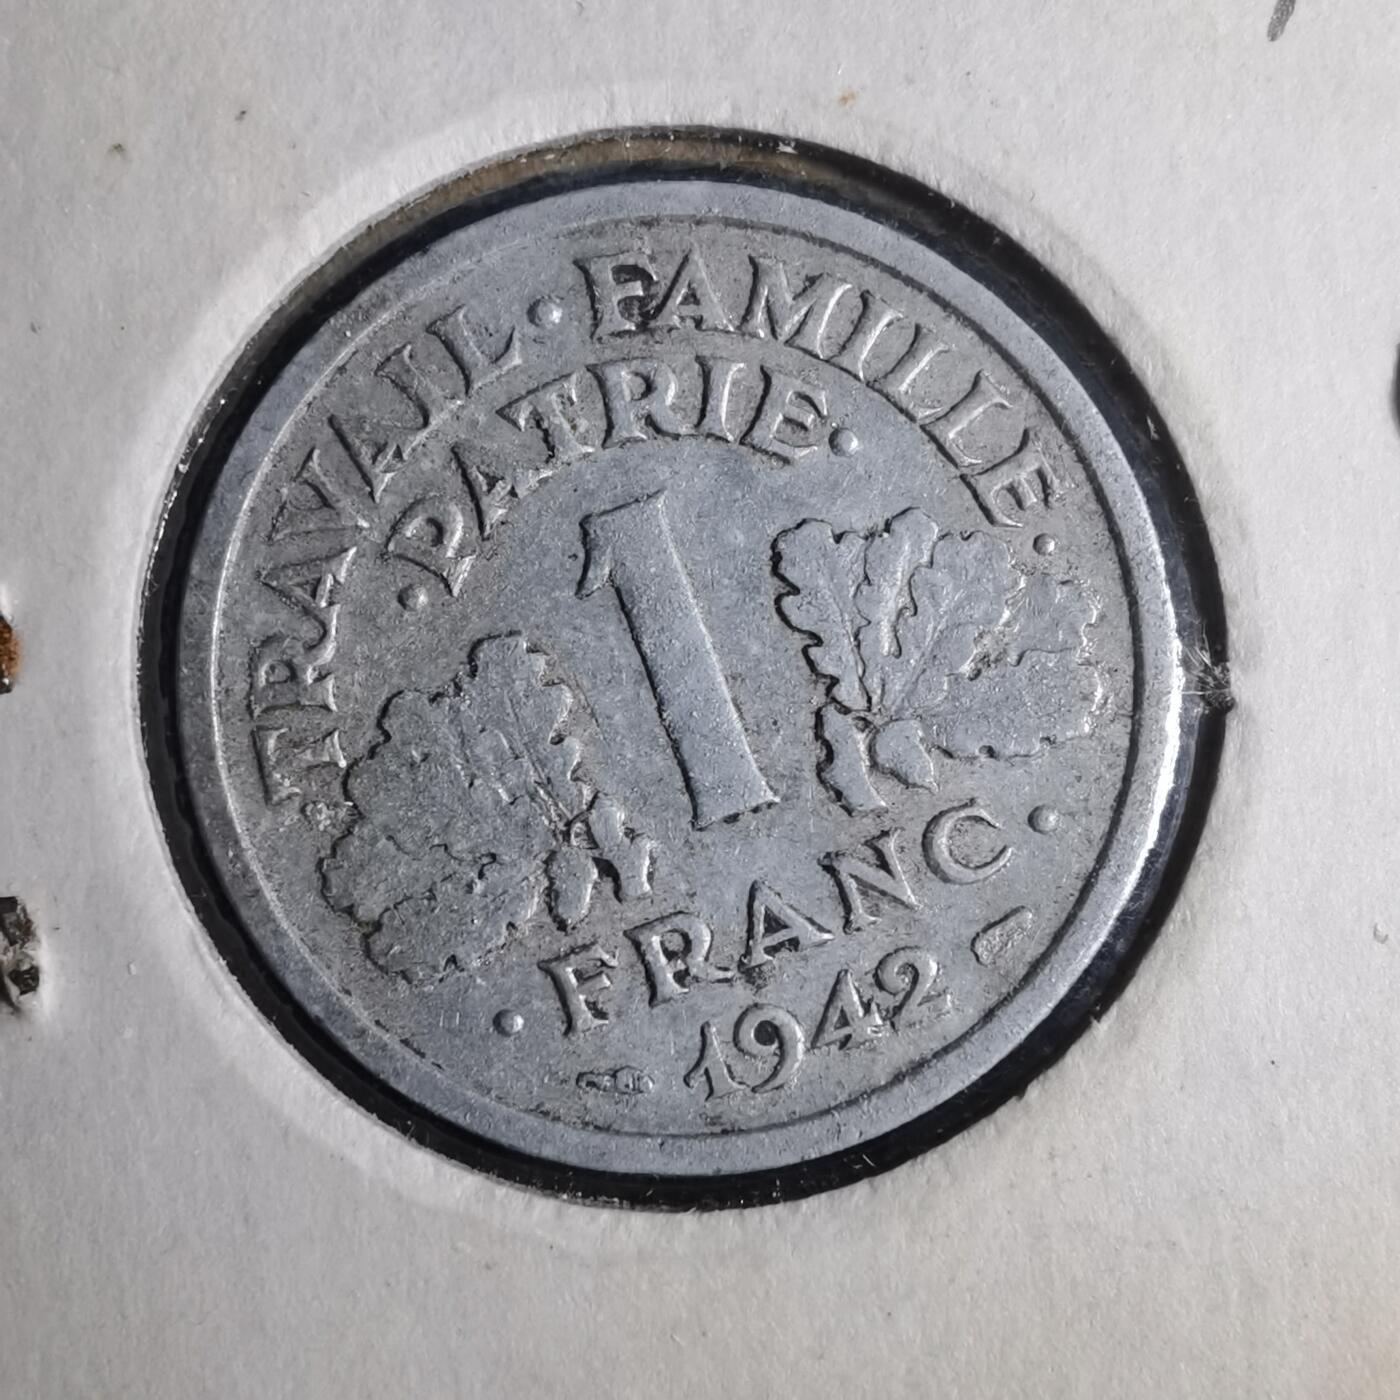 TRAVAIL · FAMILLE ·
· PATRIE ·
1
· FRANC ·
1942